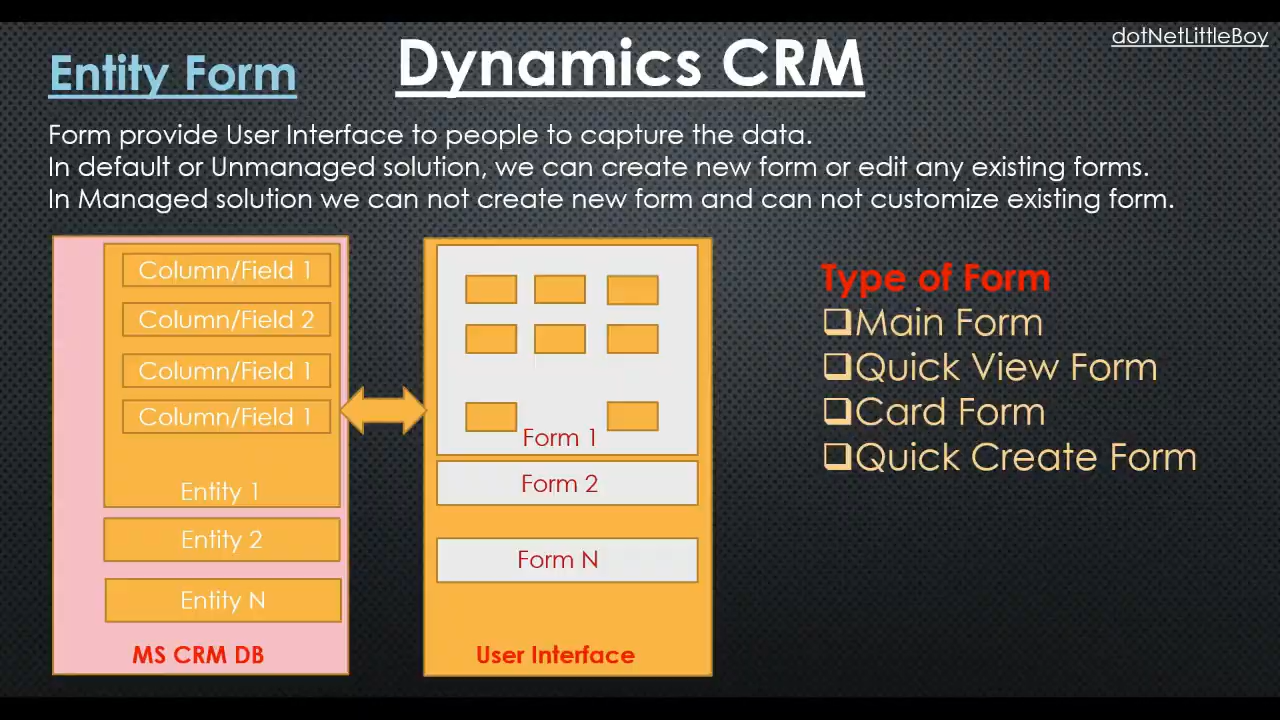 dotNetLittleBoy
Entity Form
Dynamics CRM
Form provide User Interface to people to capture the data.
In default or Unmanaged solution, we can create new form or edit any existing forms.
In Managed solution we can not create new form and can not customize existing form.
Column/Field 1
Column/Field 2
Column/Field 1
Column/Field 1
Entity 1
Entity 2
Entity N
MS CRM DB
Form 1
Form 2
Form N
User Interface
Type of Form
❑Main Form
❑Quick View Form
❑Card Form
❑Quick Create Form